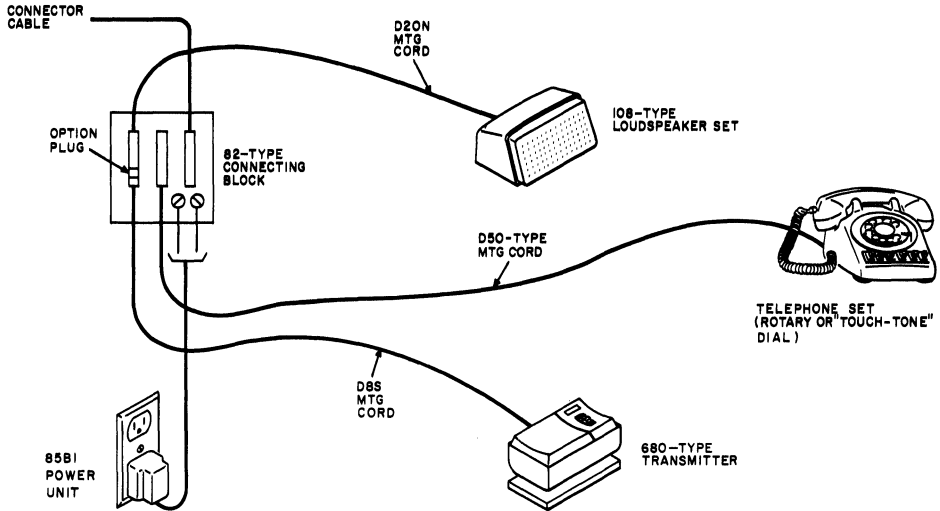 CONNECTOR
CABLE
D20N
MTG
CORD
108-TYPE
LOUDSPEAKER SET
OPTION
PLUG
82-TYPE
CONNECTING
BLOCK
D50-TYPE
MTG CORD
TELEPHONE SET
(ROTARY OR "TOUCH-TONE"
DIAL)
D8S
MTG
CORD
85B1
POWER
UNIT
680-TYPE
TRANSMITTER